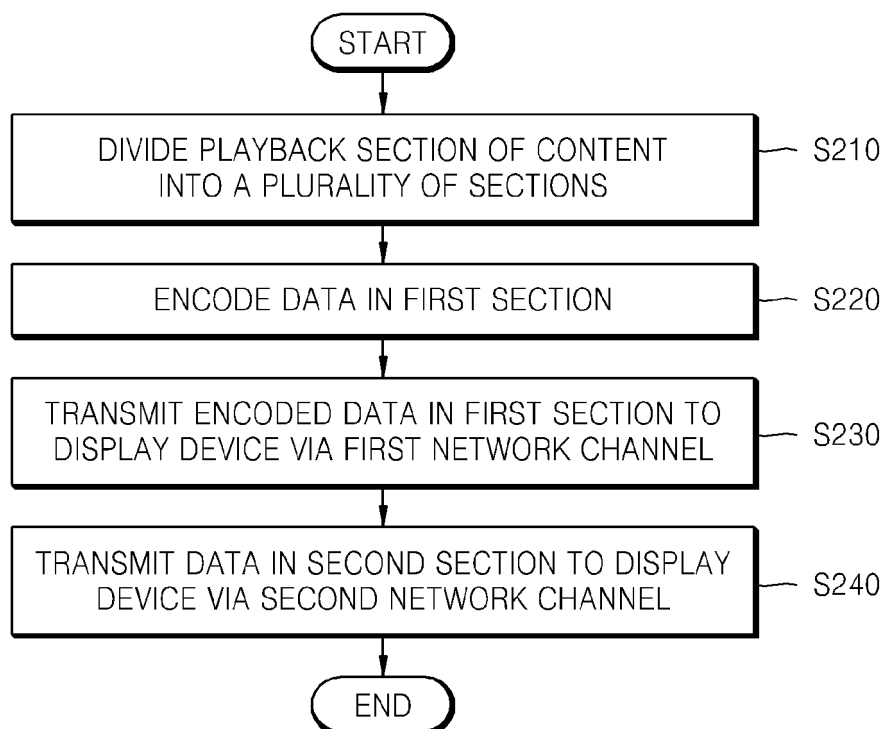 START
DIVIDE PLAYBACK SECTION OF CONTENT
INTO A PLURALITY OF SECTIONS
S210
ENCODE DATA IN FIRST SECTION
S220
TRANSMIT ENCODED DATA IN FIRST SECTION TO
DISPLAY DEVICE VIA FIRST NETWORK CHANNEL
S230
TRANSMIT DATA IN SECOND SECTION TO DISPLAY
DEVICE VIA SECOND NETWORK CHANNEL
S240
END